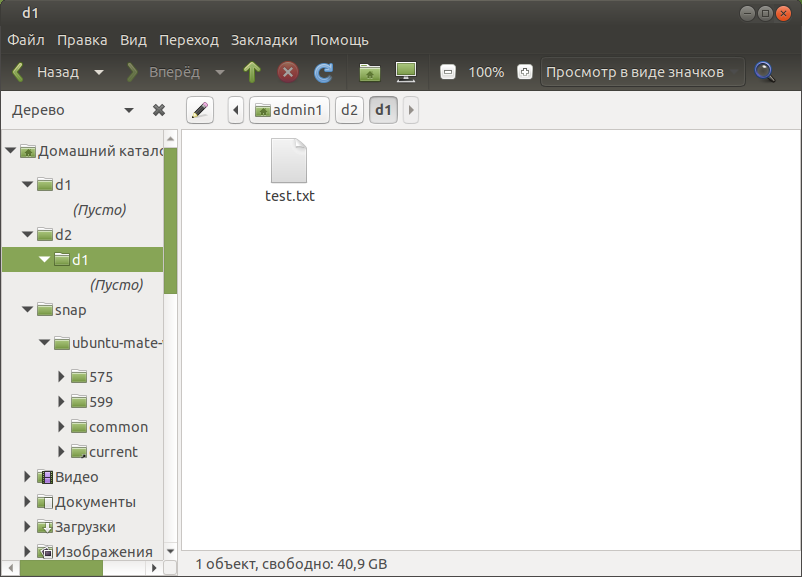 d1
Файл Правка Вид Переход Закладки Помощь
Назад Вперёд 100% Просмотр в виде значков
Дерево admin1 d2 d1
Домашний катало
d1
(Пусто)
d2
d1
(Пусто)
snap
ubuntu-mate-
575
599
common
current
Видео
Документы
Загрузки
Изображения
test.txt
1 объект, свободно: 40,9 GB